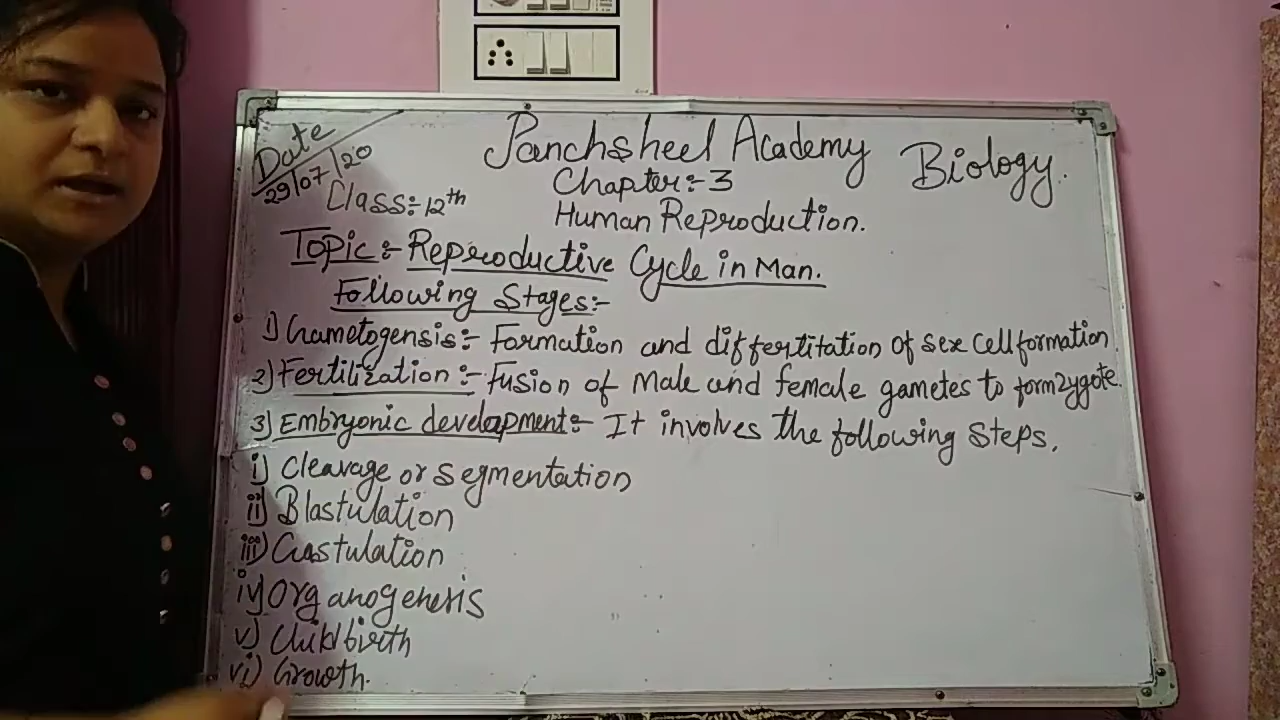 Date
29/07/20
Panchsheel Academy Biology.
Class:-12th
Chapter:-3
Human Reproduction.
Topic:- Reproductive Cycle in Man.
Following Stages:-
1) Gametogensis:- Formation and differtitation of sex cell formation
2) Fertilization:- Fusion of Male and female gametes to form zygote.
3) Embryonic development:- It involves the following steps.
i) Cleavage or segmentation
ii) Blastulation
iii) Gastulation
iv) Organogenesis
v) Child birth
vi) Growth.